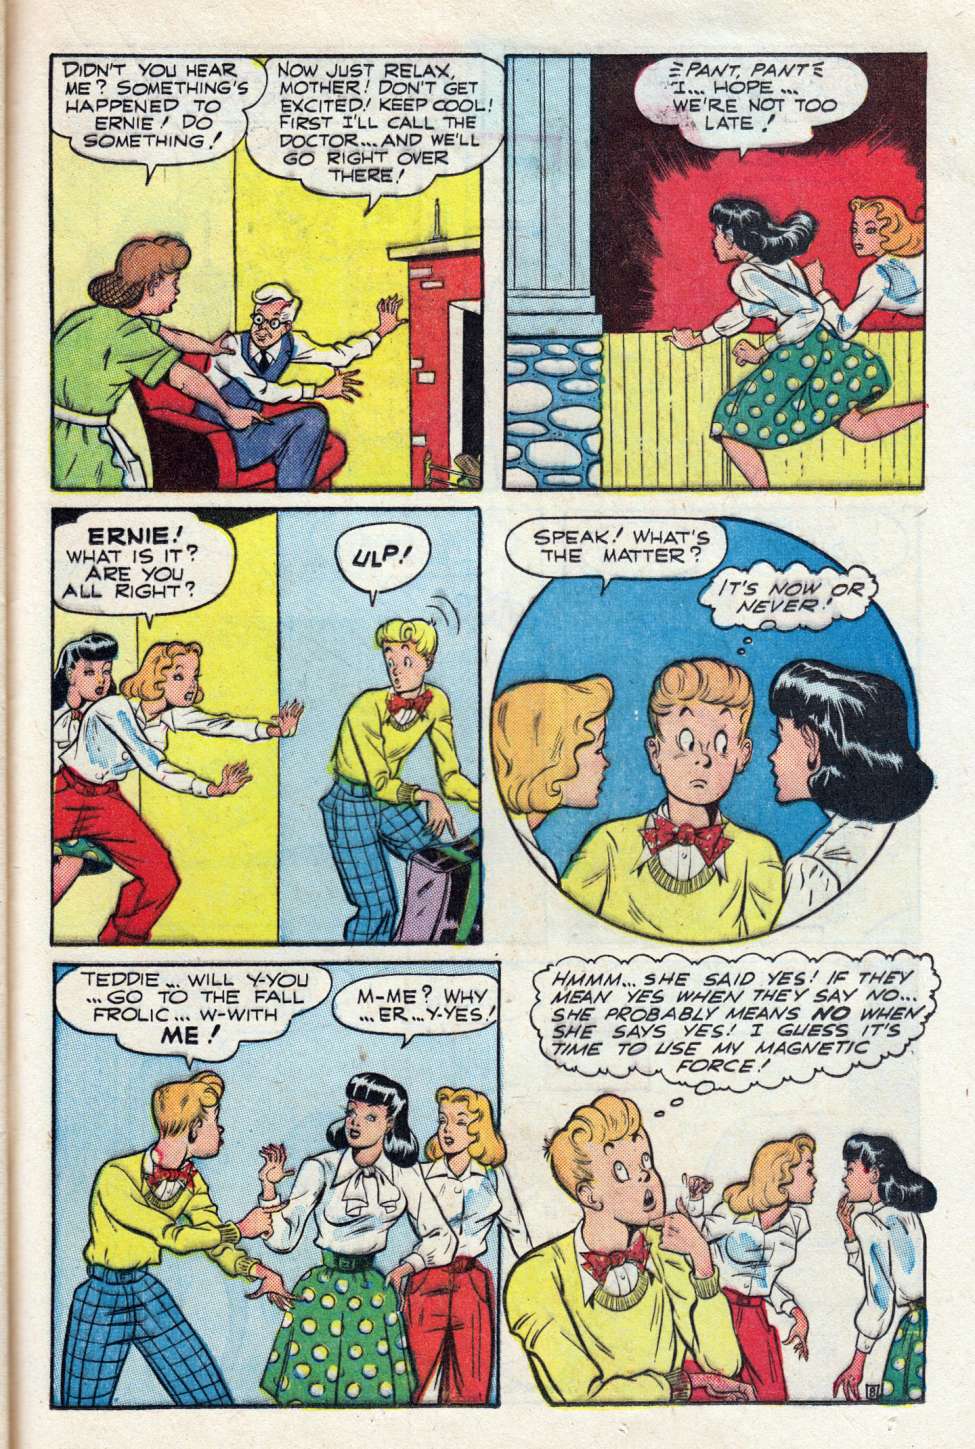 DIDN'T YOU HEAR
ME? SOMETHING'S
HAPPENED TO
ERNIE! DO
SOMETHING!
NOW JUST RELAX,
MOTHER! DON'T GET
EXCITED! KEEP COOL!
FIRST I'LL CALL THE
DOCTOR... AND WE'LL
GO RIGHT OVER
THERE!
PANT, PANT
I... HOPE...
WE'RE NOT TOO
LATE!
ERNIE!
WHAT IS IT?
ARE YOU
ALL RIGHT?
ULP!
SPEAK! WHAT'S
THE MATTER?
IT'S NOW OR
NEVER!
TEDDIE... WILL Y-YOU
...GO TO THE FALL
FROLIC... W-WITH
ME!
M-ME? WHY
...ER...Y-YES!
HMMM... SHE SAID YES! IF THEY
MEAN YES WHEN THEY SAY NO...
SHE PROBABLY MEANS NO WHEN
SHE SAYS YES! I GUESS IT'S
TIME TO USE MY MAGNETIC
FORCE!
8